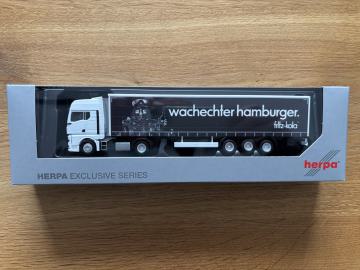 wachechter hamburger.
fritz-kola
herpa
HERPA EXCLUSIVE SERIES